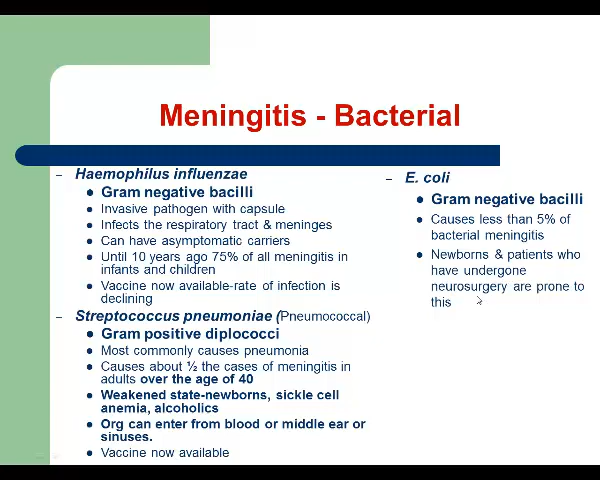 Meningitis - Bacterial
– Haemophilus influenzae
● Gram negative bacilli
● Invasive pathogen with capsule
● Infects the respiratory tract & meninges
● Can have asymptomatic carriers
● Until 10 years ago 75% of all meningitis in
infants and children
● Vaccine now available-rate of infection is
declining
– Streptococcus pneumoniae (Pneumococcal)
● Gram positive diplococci
● Most commonly causes pneumonia
● Causes about ½ the cases of meningitis in
adults over the age of 40
● Weakened state-newborns, sickle cell
anemia, alcoholics
● Org can enter from blood or middle ear or
sinuses.
● Vaccine now available
– E. coli
● Gram negative bacilli
● Causes less than 5% of
bacterial meningitis
● Newborns & patients who
have undergone
neurosurgery are prone to
this